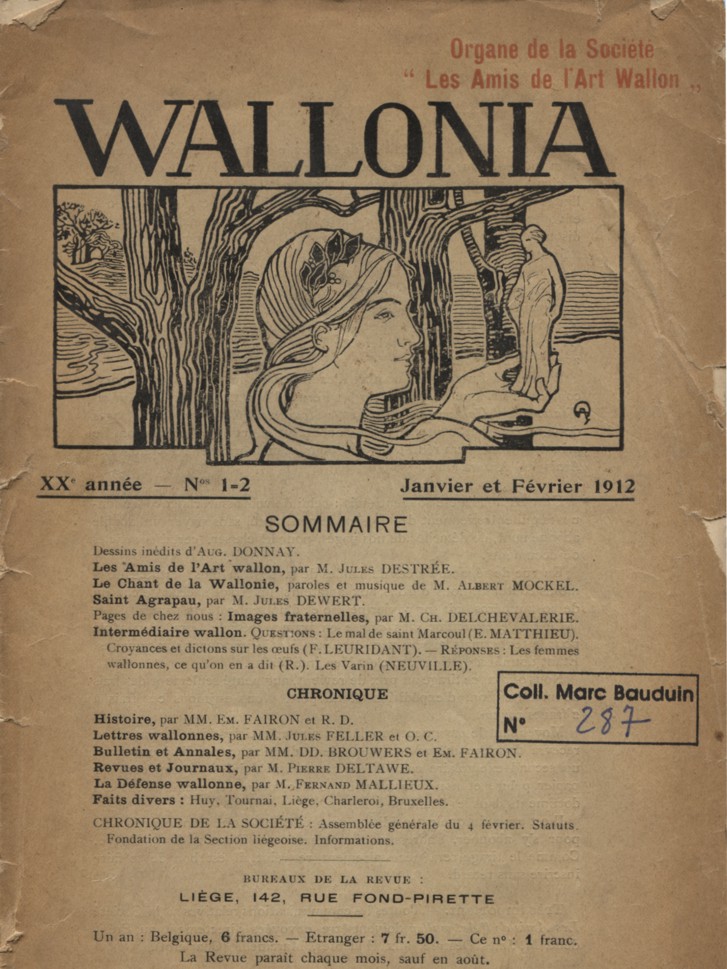 Organe de la Société
“ Les Amis de l'Art Wallon „
WALLONIA
XXe année — Nos 1-2
Janvier et Février 1912
SOMMAIRE
Dessins inédits d'AUG. DONNAY.
Les Amis de l'Art wallon, par M. JULES DESTRÉE.
Le Chant de la Wallonie, paroles et musique de M. ALBERT MOCKEL.
Saint Agrapau, par M. JULES DEWERT.
Pages de chez nous : Images fraternelles, par M. CH. DELCHEVALERIE.
Intermédiaire wallon. QUESTIONS : Le mal de saint Marcoul (E. MATTHIEU).
Croyances et dictons sur les œufs (F. LEURIDANT). — RÉPONSES : Les femmes
wallonnes, ce qu'on en a dit (R.). Les Varin (NEUVILLE).
CHRONIQUE
Coll. Marc Bauduin
N° 287
Histoire, par MM. EM. FAIRON et R. D.
Lettres wallonnes, par MM. JULES FELLER et O. C.
Bulletin et Annales, par MM. DD. BROUWERS et EM. FAIRON.
Revues et Journaux, par M. PIERRE DELTAWE.
La Défense wallonne, par M. FERNAND MALLIEUX.
Faits divers : Huy, Tournai, Liège, Charleroi, Bruxelles.
CHRONIQUE DE LA SOCIÉTÉ : Assemblée générale du 4 février. Statuts.
Fondation de la Section liégeoise. Informations.
BUREAUX DE LA REVUE :
LIÈGE, 142, RUE FOND-PIRETTE
Un an : Belgique, 6 francs. — Etranger : 7 fr. 50. — Ce n° : 1 franc.
La Revue paraît chaque mois, sauf en août.